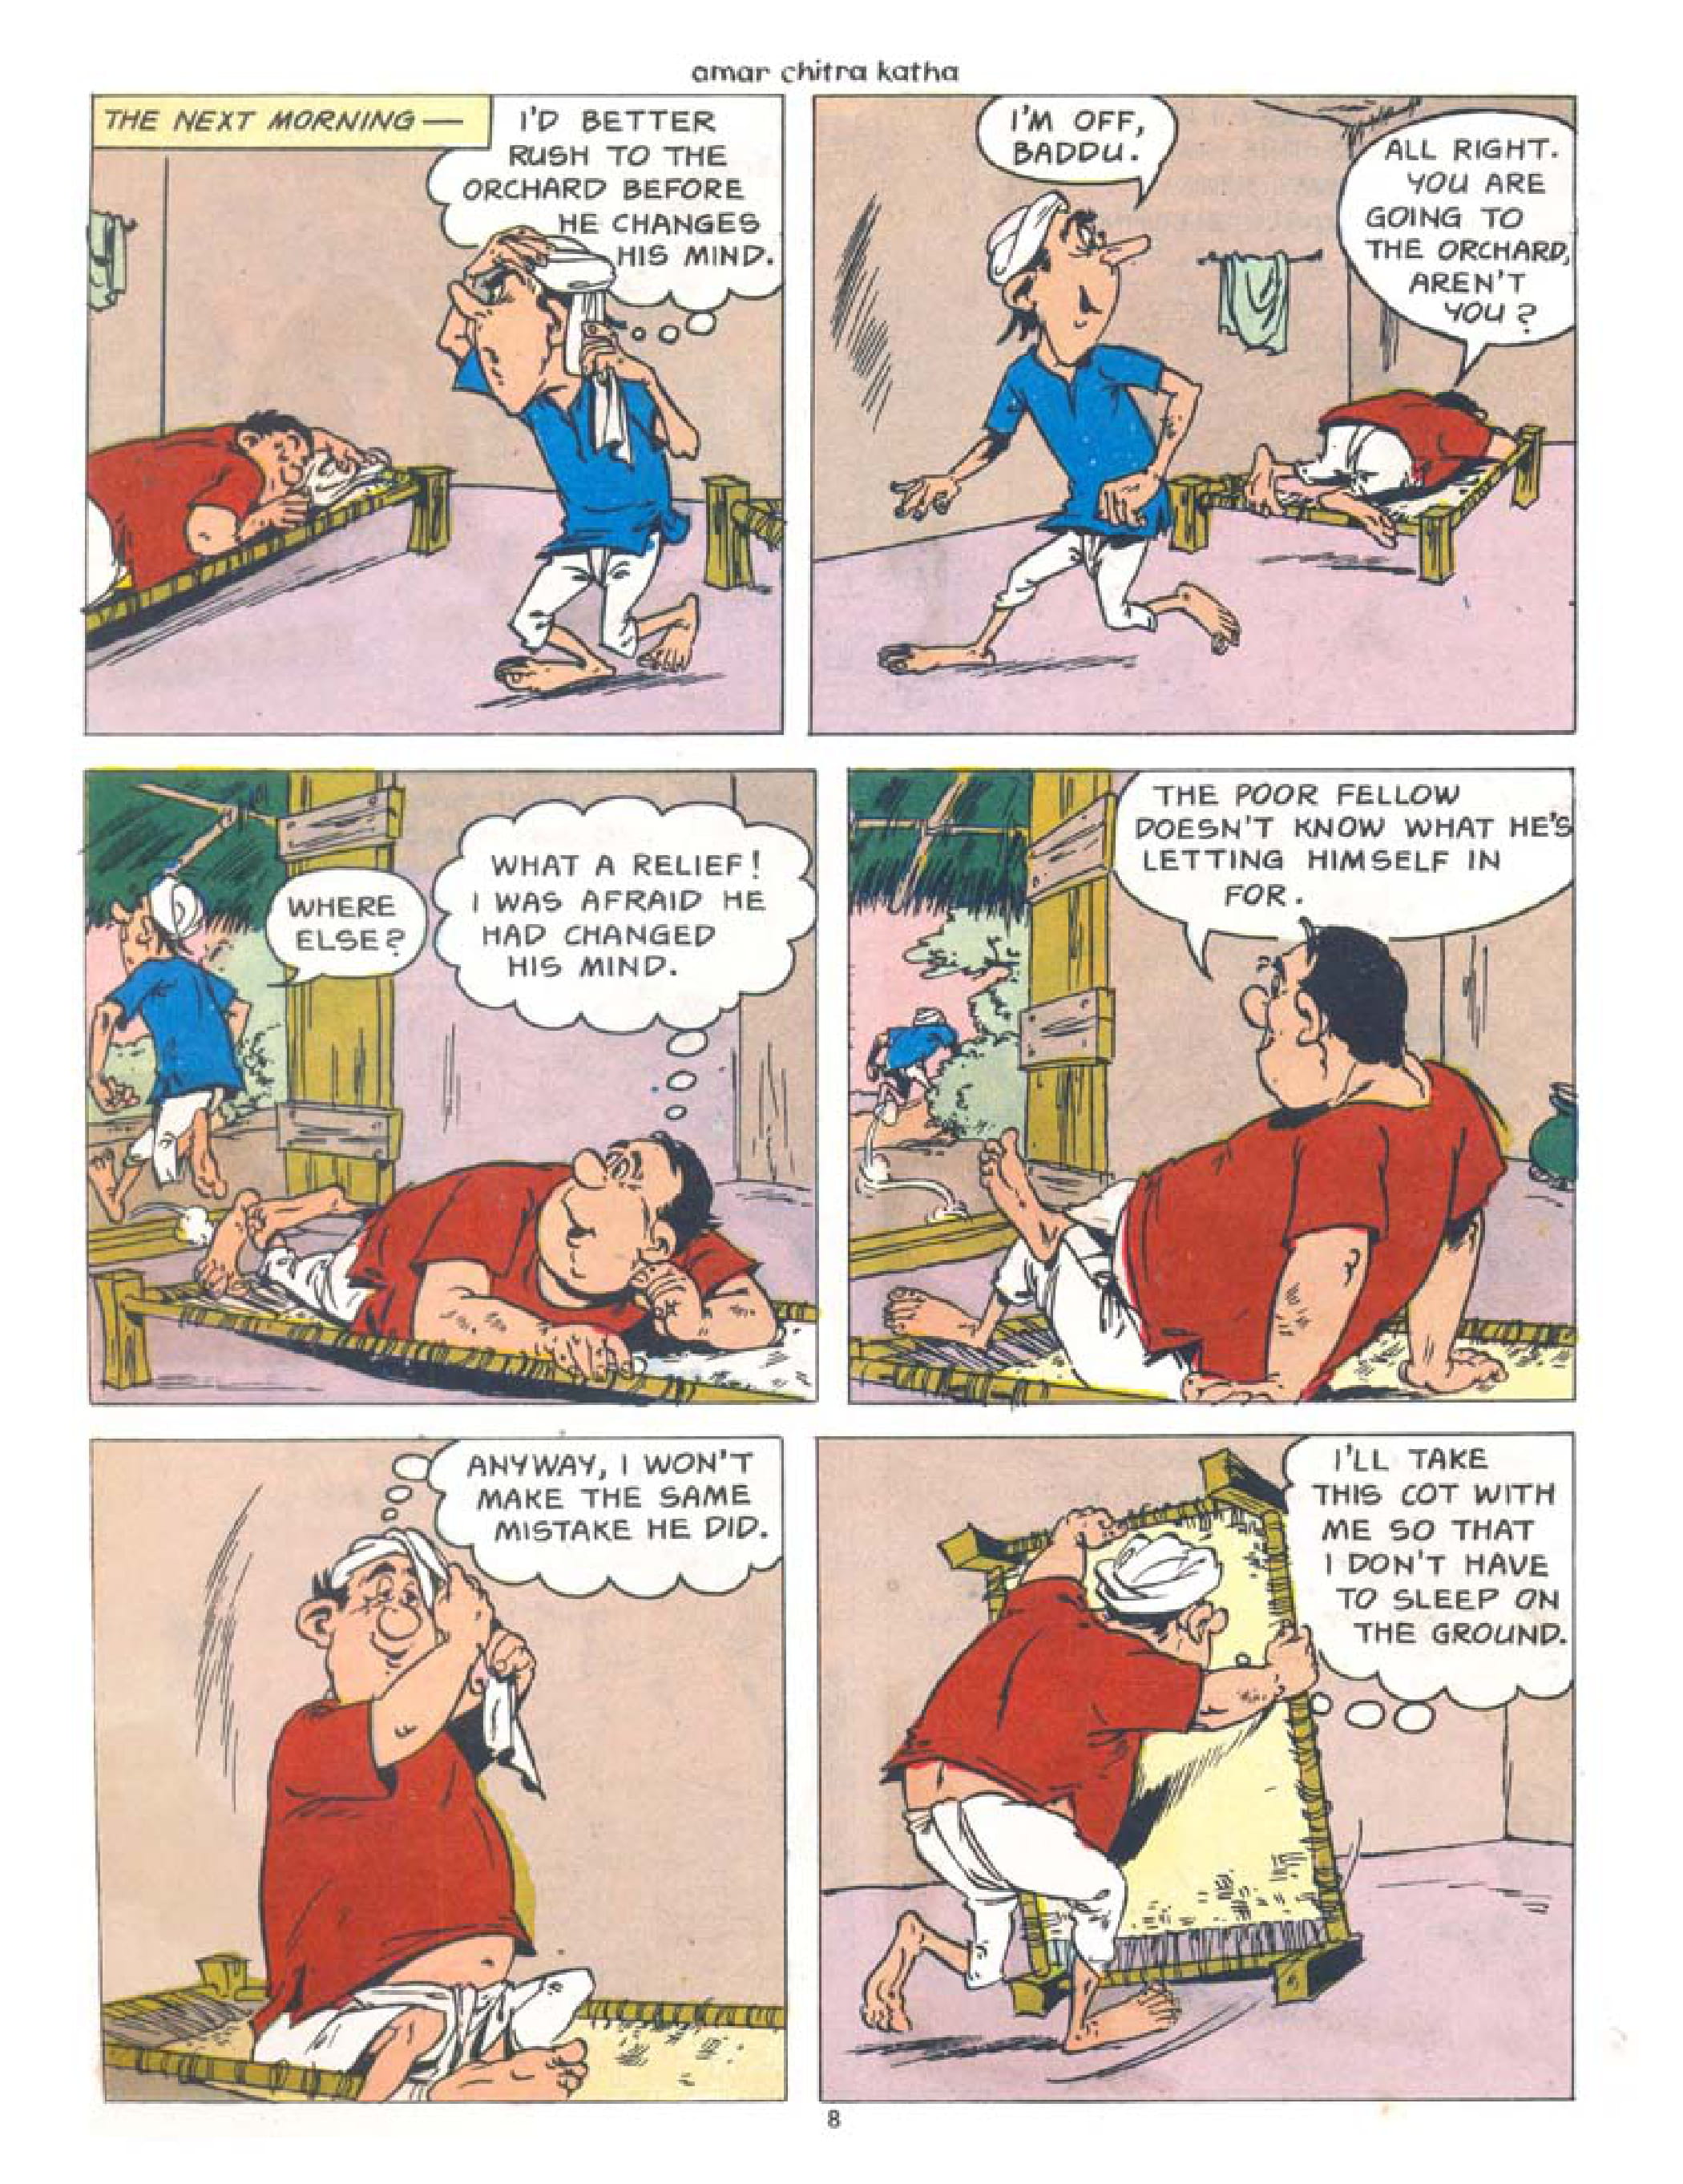 amar chitra katha
THE NEXT MORNING —
I'D BETTER
RUSH TO THE
ORCHARD BEFORE
HE CHANGES
HIS MIND.
I'M OFF,
BADDU.
ALL RIGHT.
YOU ARE
GOING TO
THE ORCHARD,
AREN'T
YOU?
WHERE
ELSE?
WHAT A RELIEF!
I WAS AFRAID HE
HAD CHANGED
HIS MIND.
THE POOR FELLOW
DOESN'T KNOW WHAT HE'S
LETTING HIMSELF IN
FOR.
ANYWAY, I WON'T
MAKE THE SAME
MISTAKE HE DID.
I'LL TAKE
THIS COT WITH
ME SO THAT
I DON'T HAVE
TO SLEEP ON
THE GROUND.
8